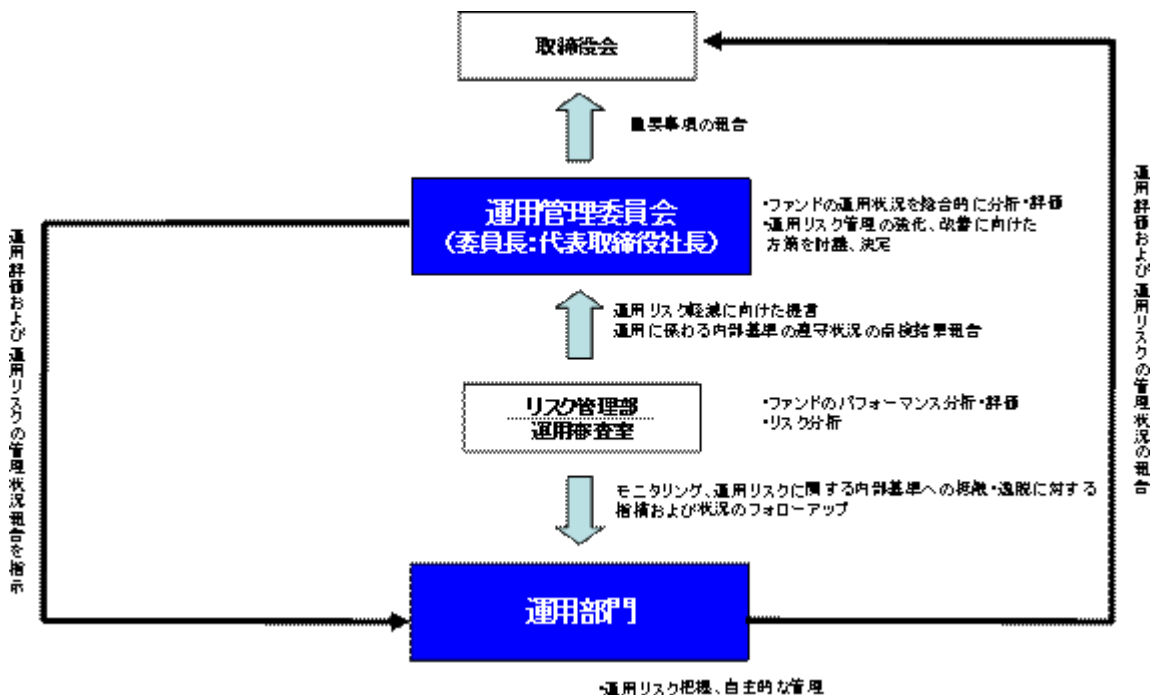 取締役会
重要事項の報告
運用管理委員会
(委員長:代表取締役社長)
・ファンドの運用状況を総合的に分析・評価
・運用リスク管理の強化、改善に向けた
方策を討議、決定
運用リスク軽減に向けた提言
運用に係わる内部基準の遵守状況の点検結果報告
リスク管理部
運用審査室
・ファンドのパフォーマンス分析・評価
・リスク分析
モニタリング、運用リスクに関する内部基準への抵触・逸脱に対する
指摘および状況のフォローアップ
運用部門
・運用リスク把握、自主的な管理
運用評価および運用リスクの管理状況報告を指示
運用評価および運用リスクの管理状況の報告